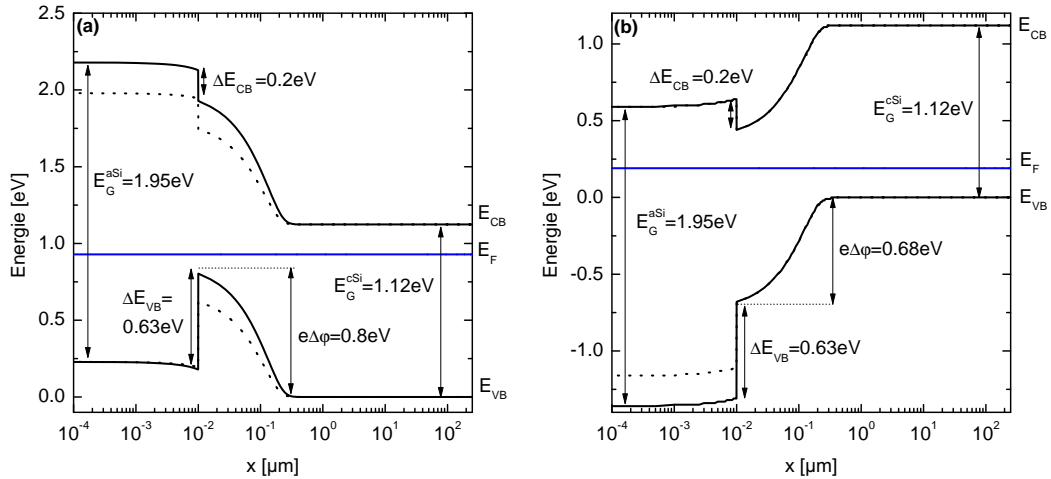 (a)
2.5
2.0
1.5
1.0
0.5
0.0
Energie [eV]
ΔE_CB=0.2eV
E_G^aSi=1.95eV
ΔE_VB=
0.63eV
E_G^cSi=1.12eV
eΔφ=0.8eV
E_CB
E_F
E_VB
10^-4 10^-3 10^-2 10^-1 10^0 10^1 10^2
x [µm]
(b)
1.0
0.5
0.0
-0.5
-1.0
Energie [eV]
ΔE_CB=0.2eV
E_G^cSi=1.12eV
E_G^aSi=1.95eV
eΔφ=0.68eV
ΔE_VB=0.63eV
E_CB
E_F
E_VB
10^-4 10^-3 10^-2 10^-1 10^0 10^1 10^2
x [µm]